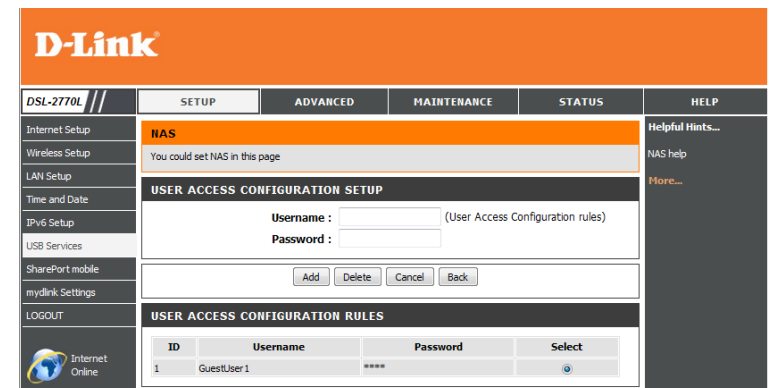 D-Link
DSL-2770L
SETUP ADVANCED MAINTENANCE STATUS HELP
Internet Setup
Wireless Setup
LAN Setup
Time and Date
IPv6 Setup
USB Services
SharePort mobile
mydlink Settings
LOGOUT
Internet
Online
NAS
You could set NAS in this page
USER ACCESS CONFIGURATION SETUP
Username : (User Access Configuration rules)
Password :
Add Delete Cancel Back
USER ACCESS CONFIGURATION RULES
ID Username Password Select
1 GuestUser1 ****
Helpful Hints...
NAS help
More...